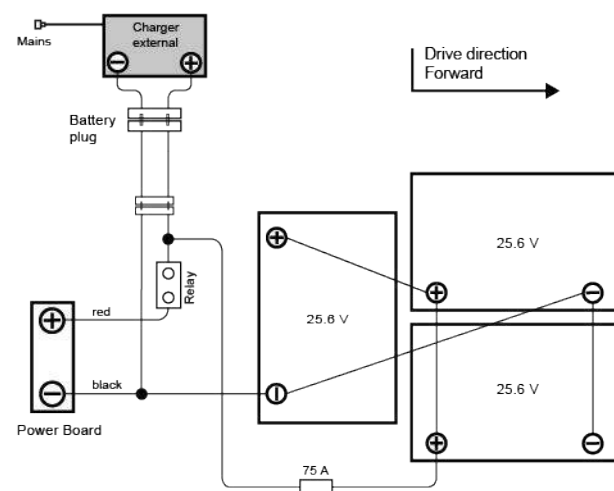 Charger
external
Mains
Drive direction
Forward
Battery
plug
25.6 V
Relay
red
25.6 V
25.6 V
black
Power Board
75 A